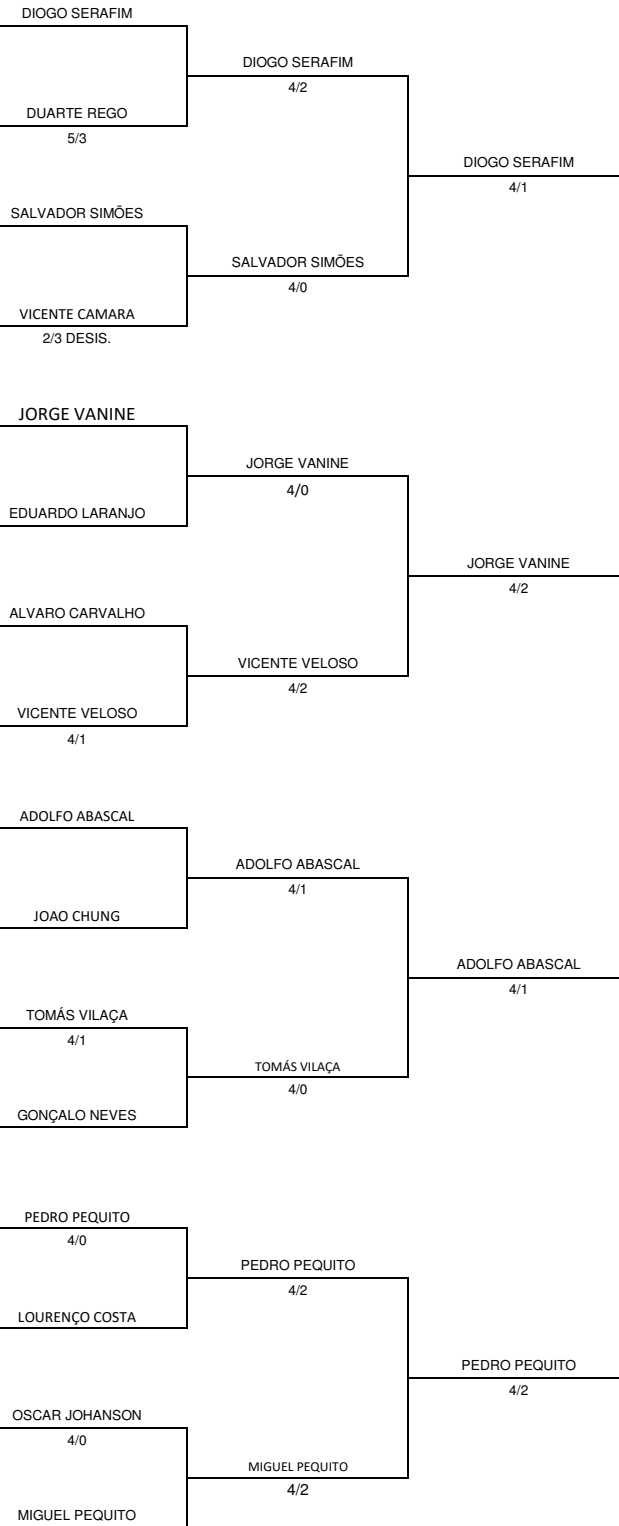 DIOGO SERAFIM
DIOGO SERAFIM
4/2
DUARTE REGO
5/3
DIOGO SERAFIM
4/1
SALVADOR SIMÕES
SALVADOR SIMÕES
4/0
VICENTE CAMARA
2/3 DESIS.
JORGE VANINE
JORGE VANINE
4/0
EDUARDO LARANJO
JORGE VANINE
4/2
ALVARO CARVALHO
VICENTE VELOSO
4/2
VICENTE VELOSO
4/1
ADOLFO ABASCAL
ADOLFO ABASCAL
4/1
JOAO CHUNG
ADOLFO ABASCAL
4/1
TOMÁS VILAÇA
4/1
TOMÁS VILAÇA
4/0
GONÇALO NEVES
PEDRO PEQUITO
4/0
PEDRO PEQUITO
4/2
LOURENÇO COSTA
PEDRO PEQUITO
4/2
OSCAR JOHANSON
4/0
MIGUEL PEQUITO
4/2
MIGUEL PEQUITO